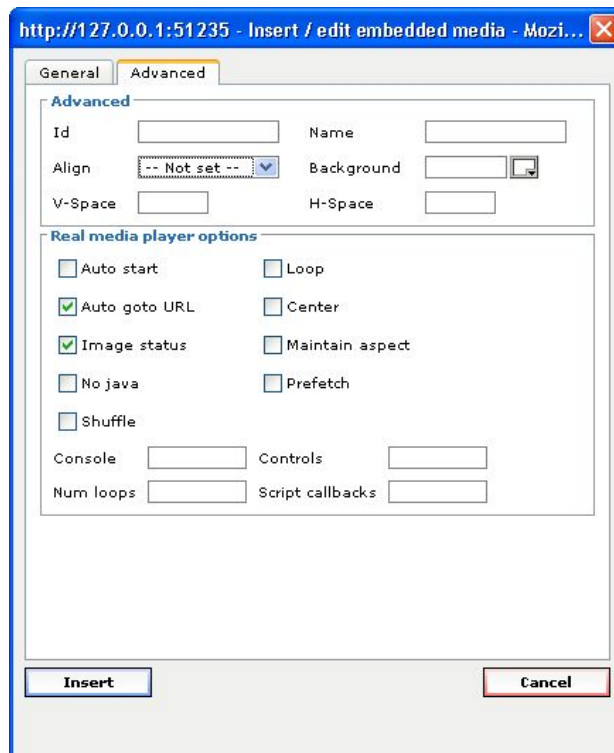 http://127.0.0.1:51235 - Insert / edit embedded media - Mozi...
General Advanced
Advanced
Id Name
Align -- Not set -- Background
V-Space H-Space
Real media player options
Auto start Loop
Auto goto URL Center
Image status Maintain aspect
No java Prefetch
Shuffle
Console Controls
Num loops Script callbacks
Insert Cancel